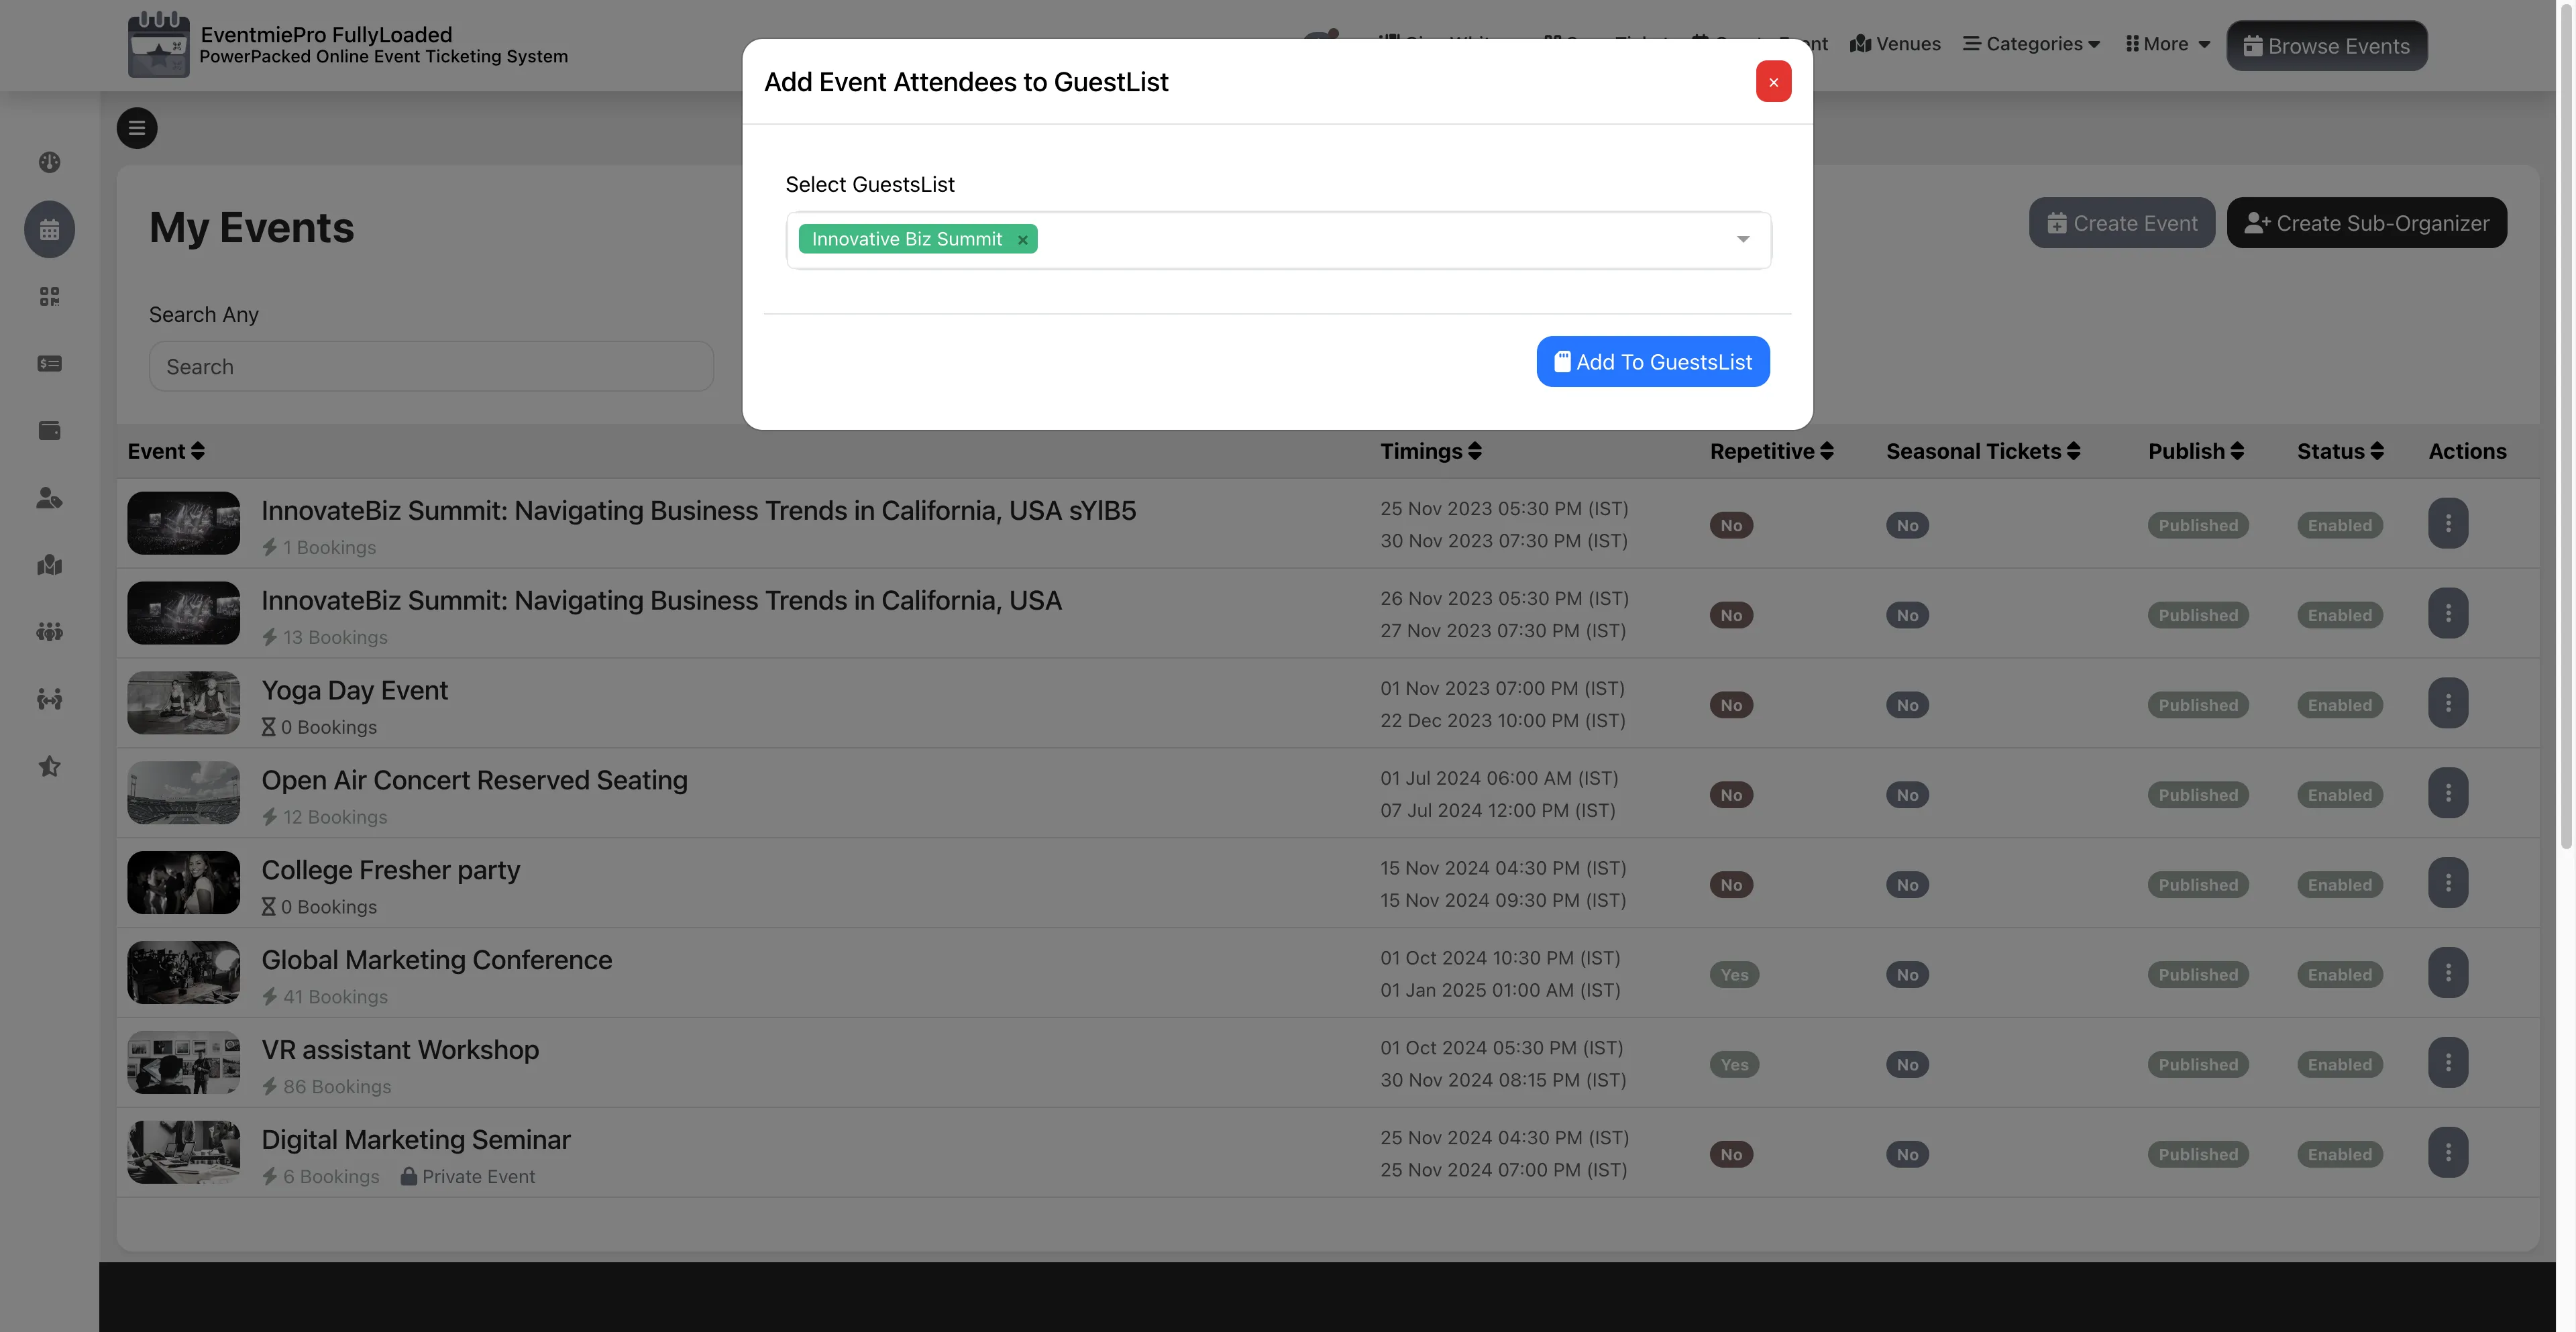 EventmiePro FullyLoaded
PowerPacked Online Event Ticketing System
Venues
Categories
More
Browse Events
Add Event Attendees to GuestList
×
Select GuestsList
Innovative Biz Summit ×
Add To GuestsList
My Events
Create Event
Create Sub-Organizer
Search Any
Search
Event Timings Repetitive Seasonal Tickets Publish Status Actions
InnovateBiz Summit: Navigating Business Trends in California, USA sYlB5
1 Bookings
25 Nov 2023 05:30 PM (IST)
30 Nov 2023 07:30 PM (IST)
No No Published Enabled
InnovateBiz Summit: Navigating Business Trends in California, USA
13 Bookings
26 Nov 2023 05:30 PM (IST)
27 Nov 2023 07:30 PM (IST)
No No Published Enabled
Yoga Day Event
0 Bookings
01 Nov 2023 07:00 PM (IST)
22 Dec 2023 10:00 PM (IST)
No No Published Enabled
Open Air Concert Reserved Seating
12 Bookings
01 Jul 2024 06:00 AM (IST)
07 Jul 2024 12:00 PM (IST)
No No Published Enabled
College Fresher party
0 Bookings
15 Nov 2024 04:30 PM (IST)
15 Nov 2024 09:30 PM (IST)
No No Published Enabled
Global Marketing Conference
41 Bookings
01 Oct 2024 10:30 PM (IST)
01 Jan 2025 01:00 AM (IST)
Yes No Published Enabled
VR assistant Workshop
86 Bookings
01 Oct 2024 05:30 PM (IST)
30 Nov 2024 08:15 PM (IST)
Yes No Published Enabled
Digital Marketing Seminar
6 Bookings Private Event
25 Nov 2024 04:30 PM (IST)
25 Nov 2024 07:00 PM (IST)
No No Published Enabled